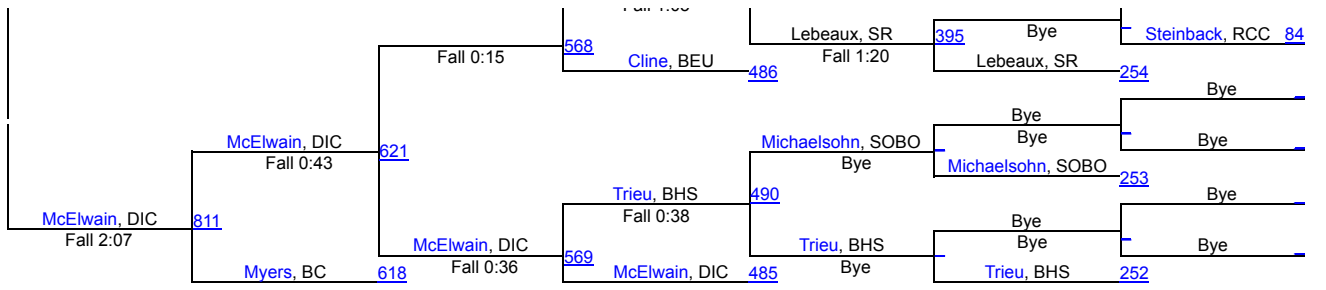 Lebeaux, SR
395
Bye
Steinback, RCC 84
Fall 0:15
568
Fall 1:20
Cline, BEU
486
Lebeaux, SR
254
Bye
Bye
McElwain, DIC
621
Michaelsohn, SOBO
Bye
Bye
Fall 0:43
Bye
Michaelsohn, SOBO
253
Trieu, BHS
490
Bye
McElwain, DIC
811
Fall 0:38
Bye
Fall 2:07
McElwain, DIC
569
Trieu, BHS
Bye
Bye
Myers, BC
618
Fall 0:36
McElwain, DIC
485
Bye
Trieu, BHS
252